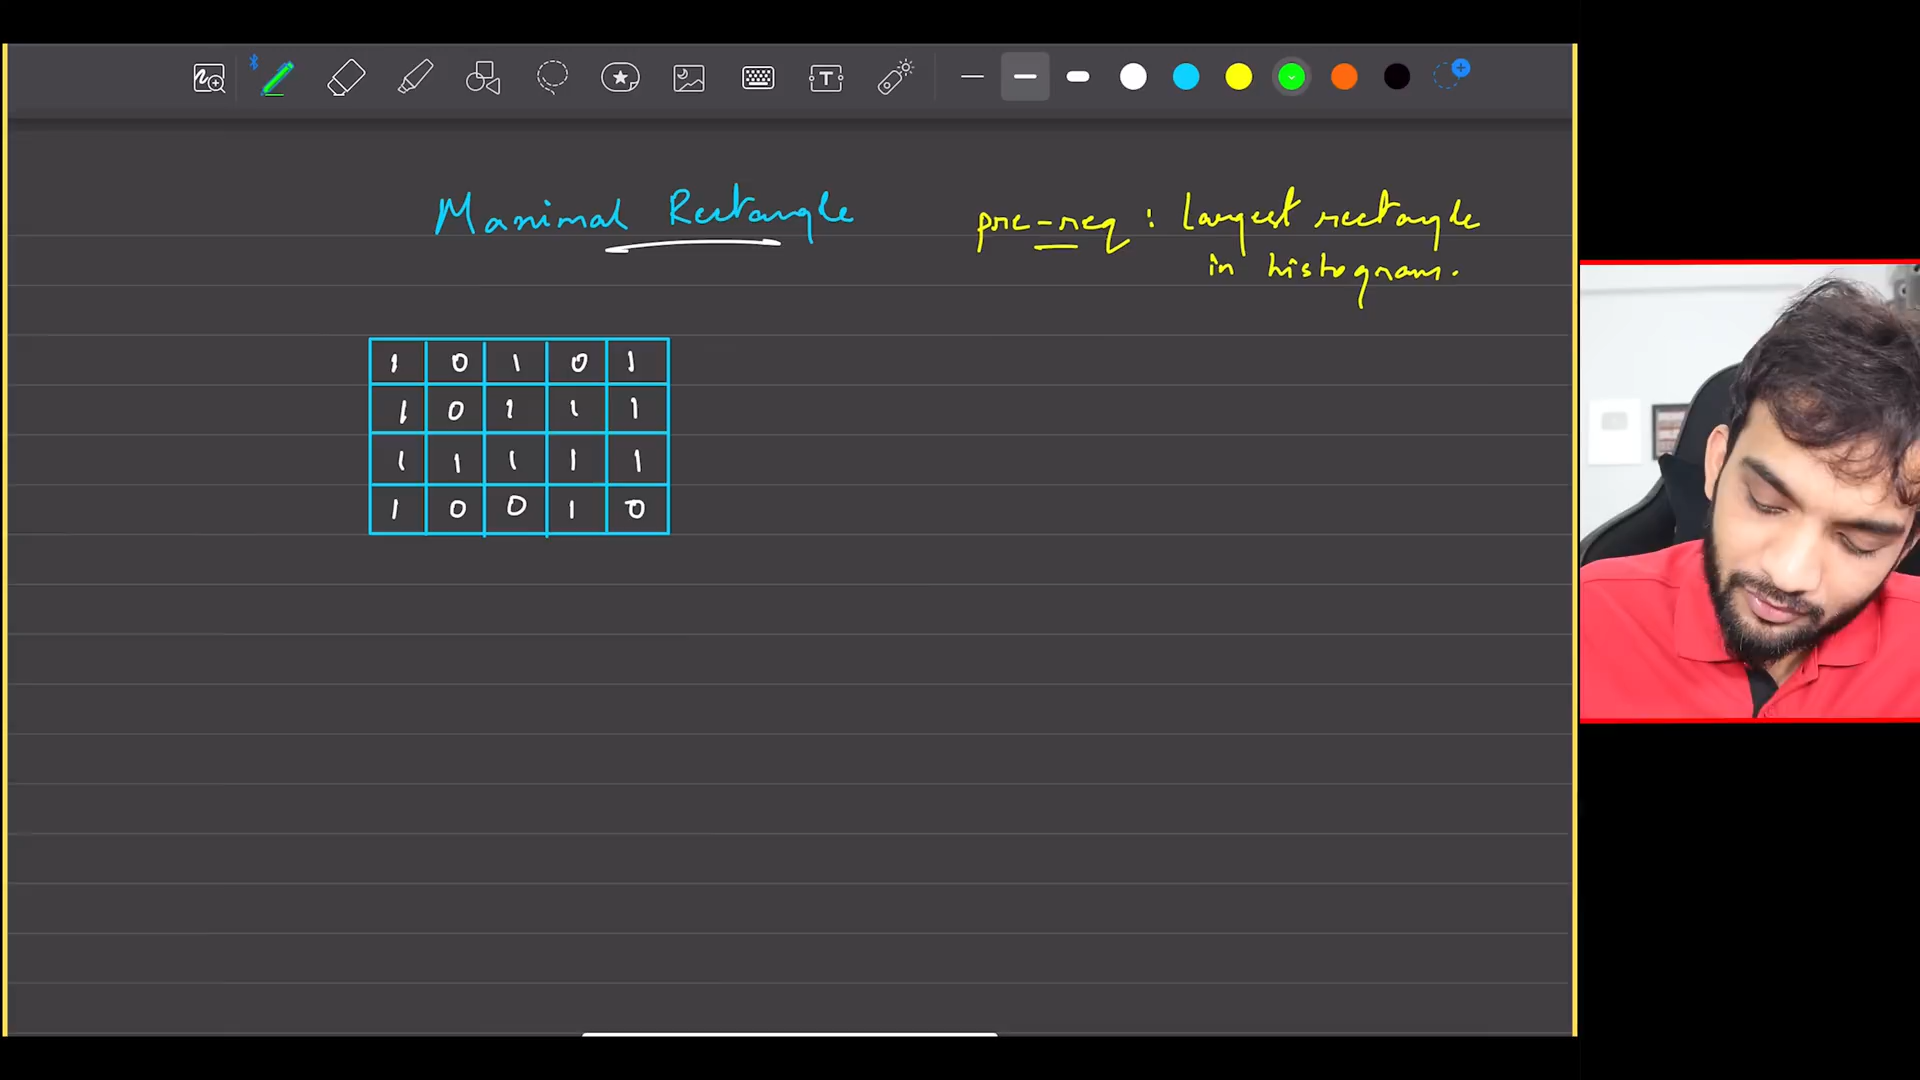 Maximal Rectangle
pre-req : Largest rectangle
in histogram.
1 0 1 0 1
1 0 1 1 1
1 1 1 1 1
1 0 0 1 0